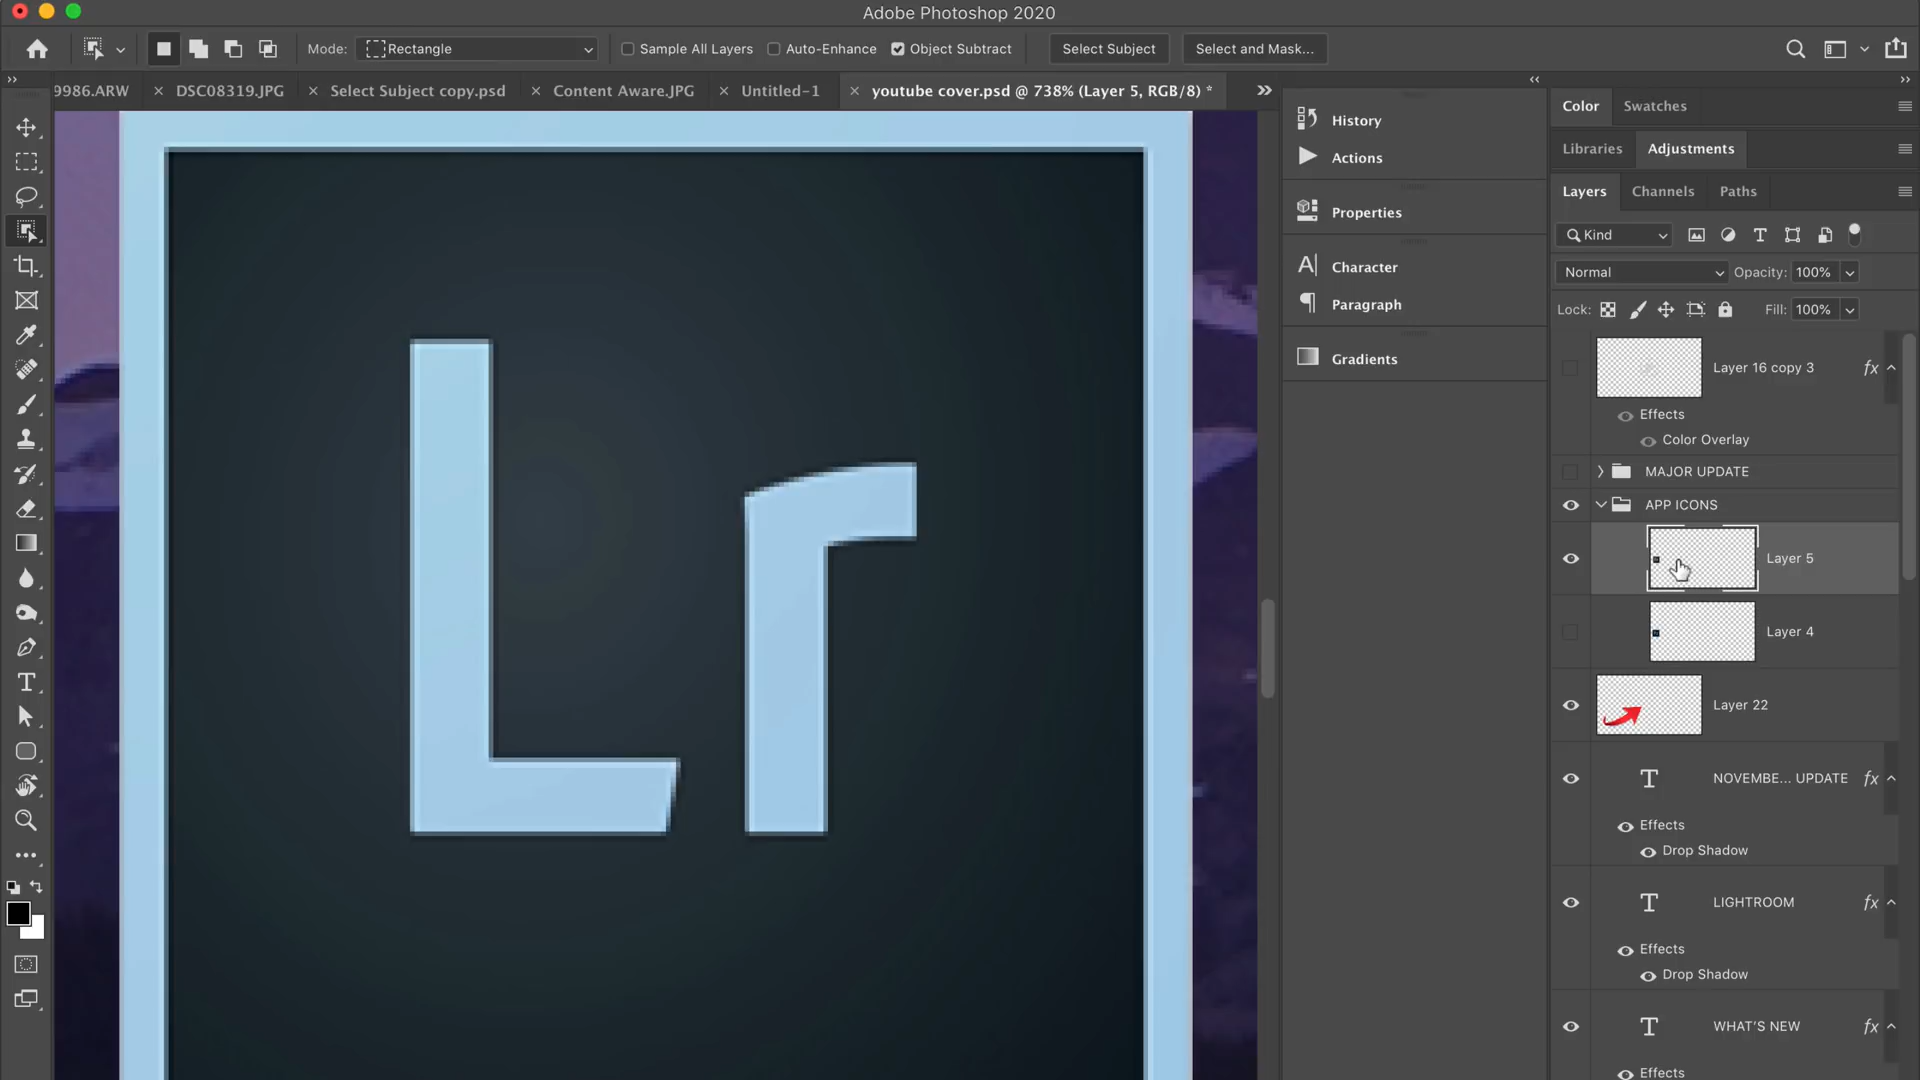 Adobe Photoshop 2020
Mode: Rectangle Sample All Layers Auto-Enhance Object Subtract Select Subject Select and Mask...
9986.ARW × DSC08319.JPG × Select Subject copy.psd × Content Aware.JPG × Untitled-1 × youtube cover.psd @ 738% (Layer 5, RGB/8) *
Lr
History
Actions
Properties
Character
Paragraph
Gradients
Color Swatches
Libraries Adjustments
Layers Channels Paths
Kind
Normal Opacity: 100%
Lock: Fill: 100%
Layer 16 copy 3 fx
Effects
Color Overlay
MAJOR UPDATE
APP ICONS
Layer 5
Layer 4
Layer 22
T NOVEMBE... UPDATE fx
Effects
Drop Shadow
T LIGHTROOM fx
Effects
Drop Shadow
T WHAT'S NEW fx
Effects